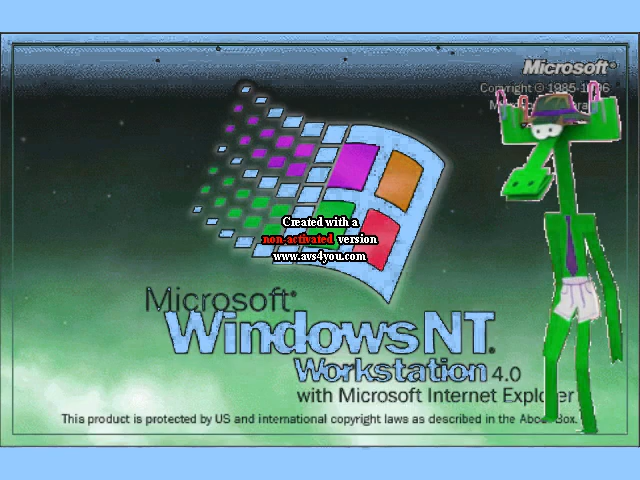 Microsoft®
Copyright © 1985-1996
Created with a
non-activated version
www.avs4you.com
Microsoft®
Windows NT®
Workstation 4.0
with Microsoft Internet Explorer
This product is protected by US and international copyright laws as described in the About Box.